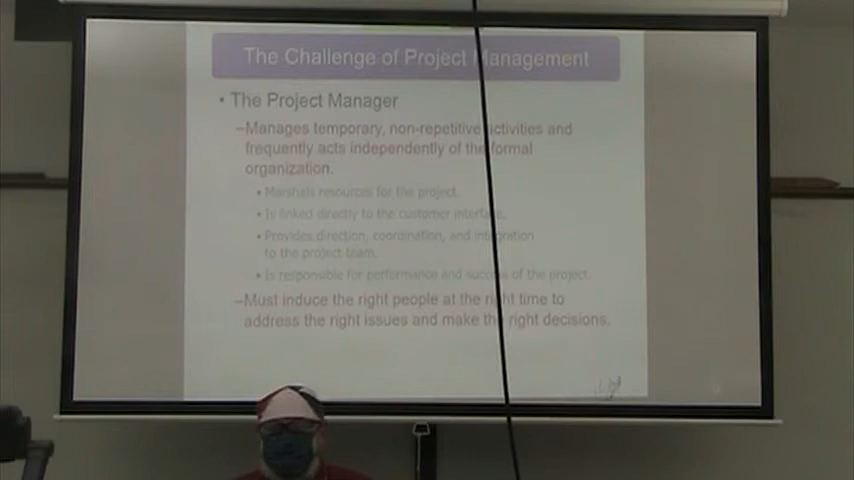 The Challenge of Project Management
• The Project Manager
–Manages temporary, non-repetitive activities and
frequently acts independently of the formal
organization.
• Marshals resources for the project.
• Is linked directly to the customer interface.
• Provides direction, coordination, and integration
to the project team.
• Is responsible for performance and success of the project.
–Must induce the right people at the right time to
address the right issues and make the right decisions.